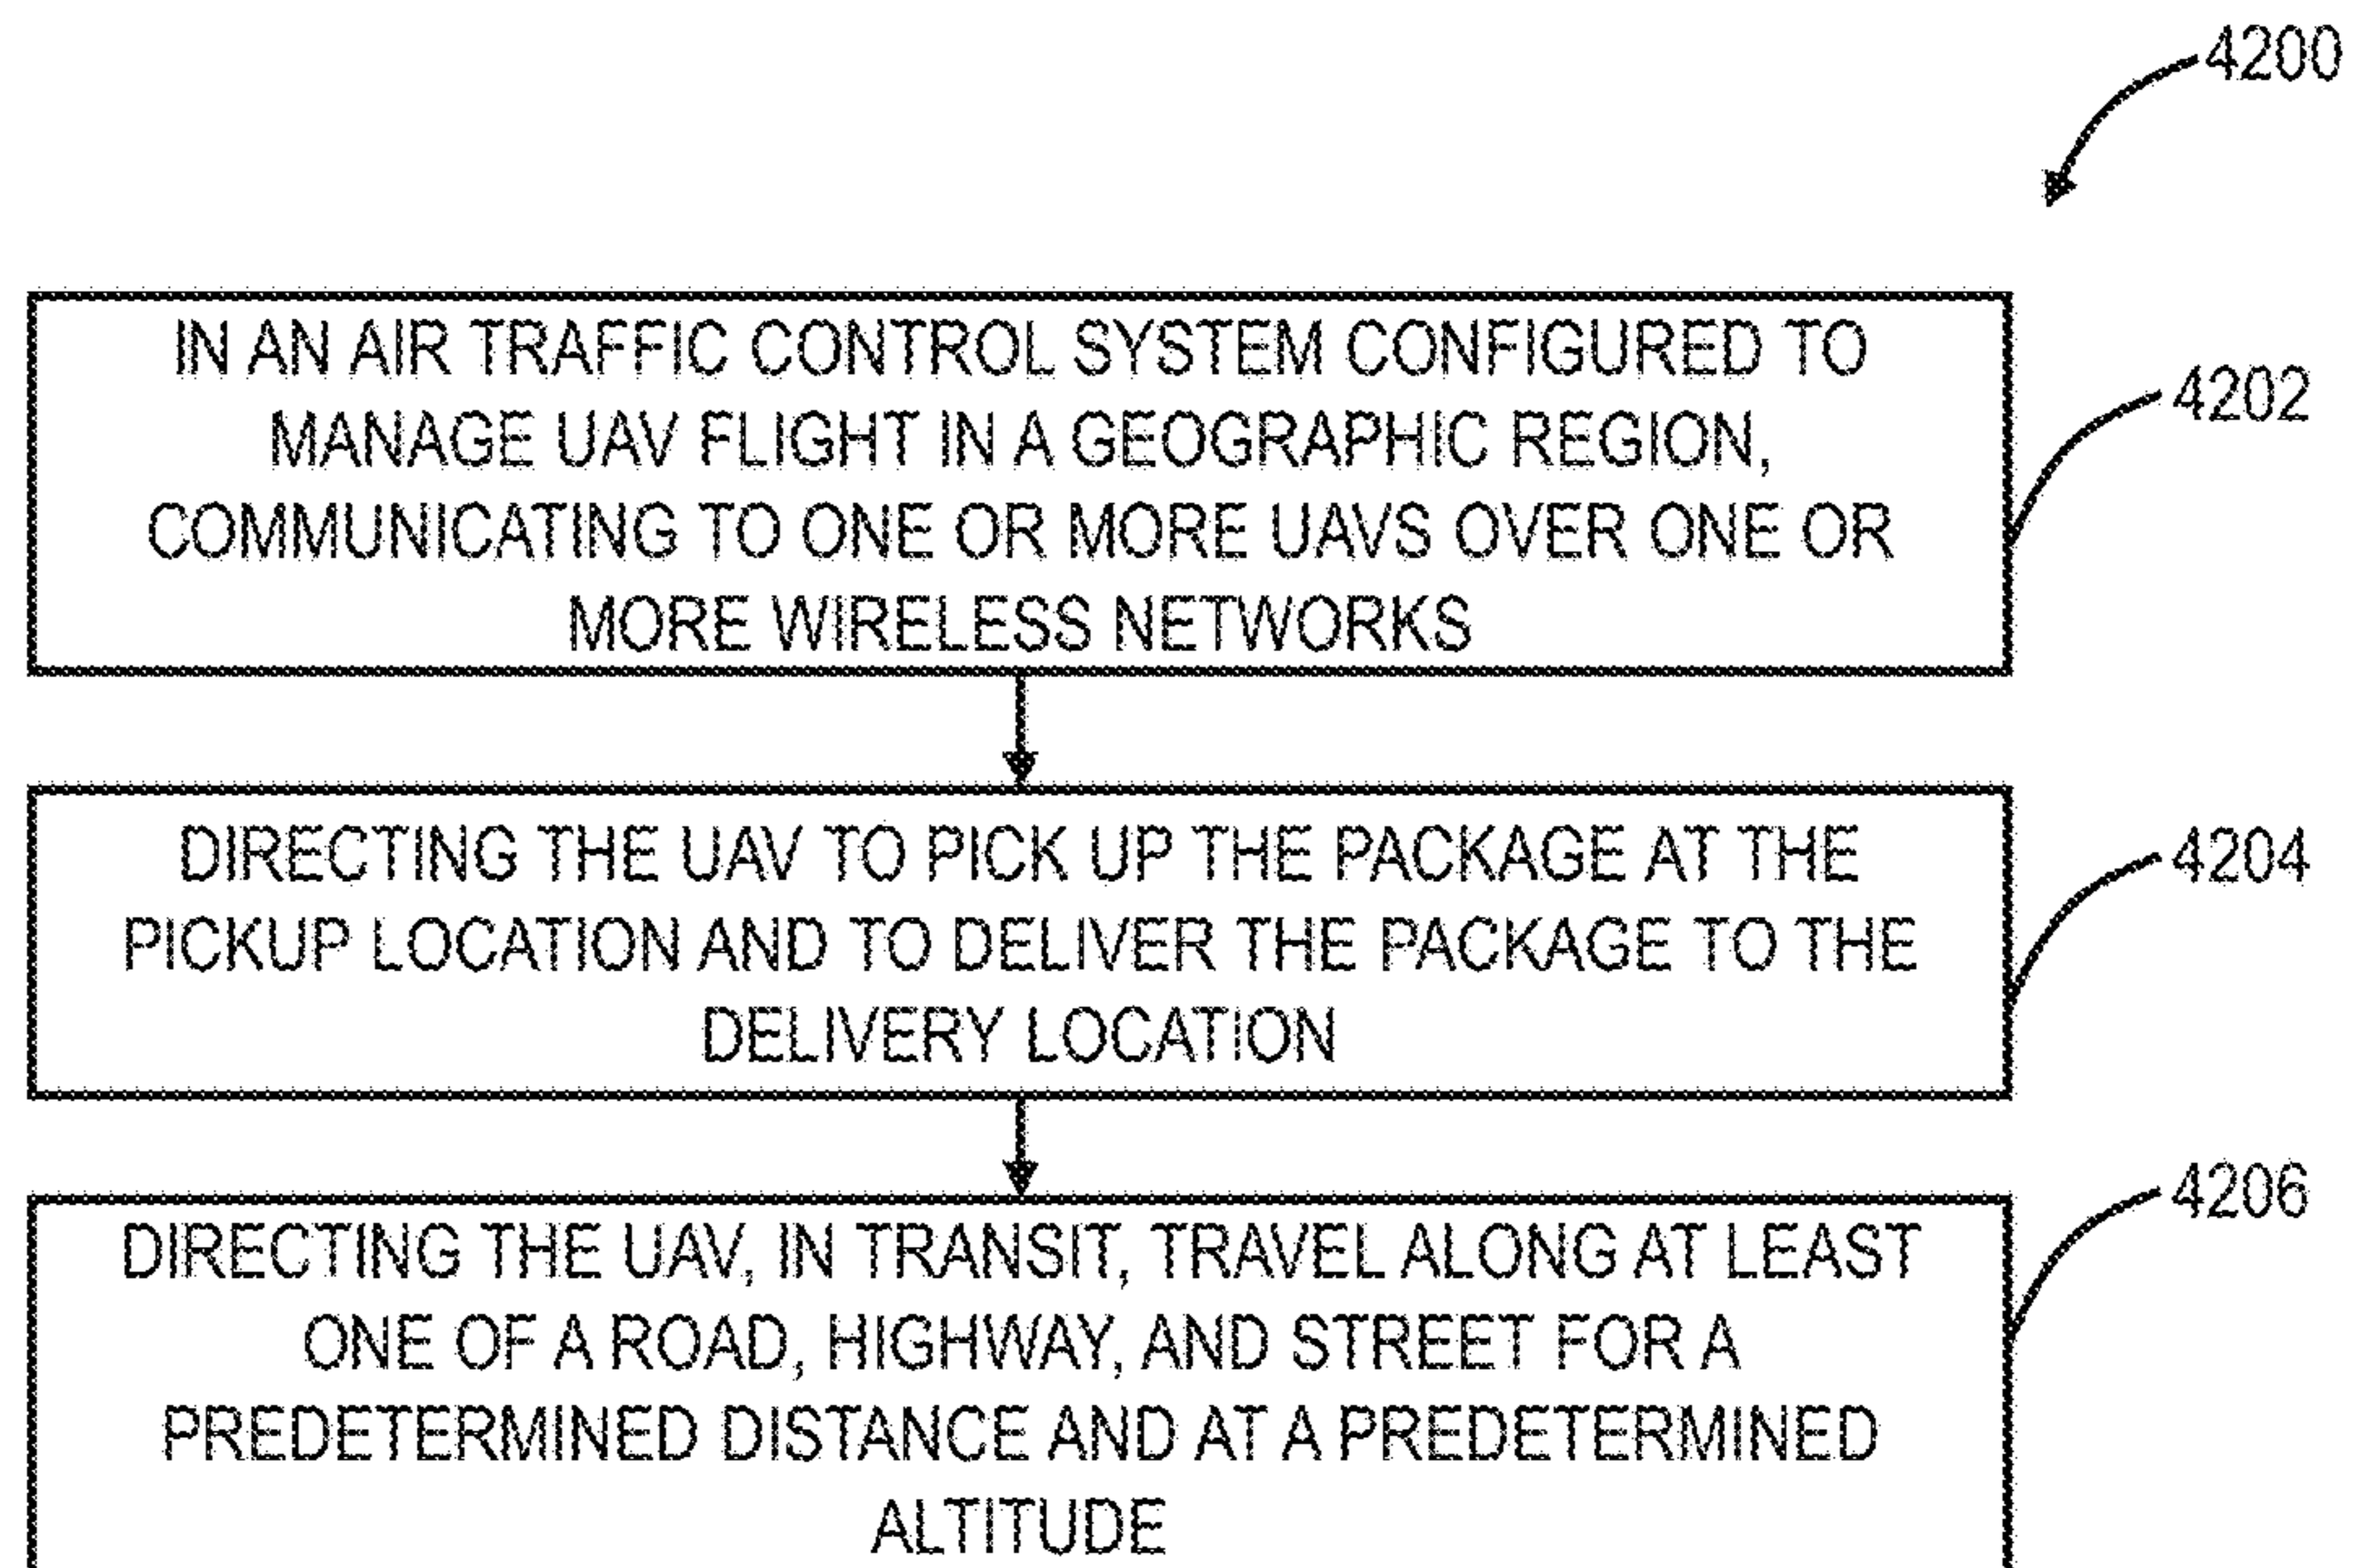 4200
IN AN AIR TRAFFIC CONTROL SYSTEM CONFIGURED TO
MANAGE UAV FLIGHT IN A GEOGRAPHIC REGION,
COMMUNICATING TO ONE OR MORE UAVS OVER ONE OR
MORE WIRELESS NETWORKS
4202
DIRECTING THE UAV TO PICK UP THE PACKAGE AT THE
PICKUP LOCATION AND TO DELIVER THE PACKAGE TO THE
DELIVERY LOCATION
4204
DIRECTING THE UAV, IN TRANSIT, TRAVEL ALONG AT LEAST
ONE OF A ROAD, HIGHWAY, AND STREET FOR A
PREDETERMINED DISTANCE AND AT A PREDETERMINED
ALTITUDE
4206